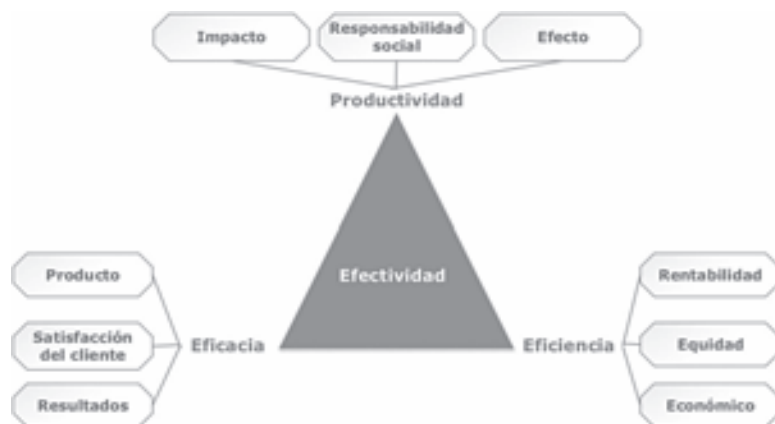 Impacto
Responsabilidad
social
Efecto
Productividad
Efectividad
Producto
Satisfacción
del cliente
Resultados
Eficacia
Eficiencia
Rentabilidad
Equidad
Económico